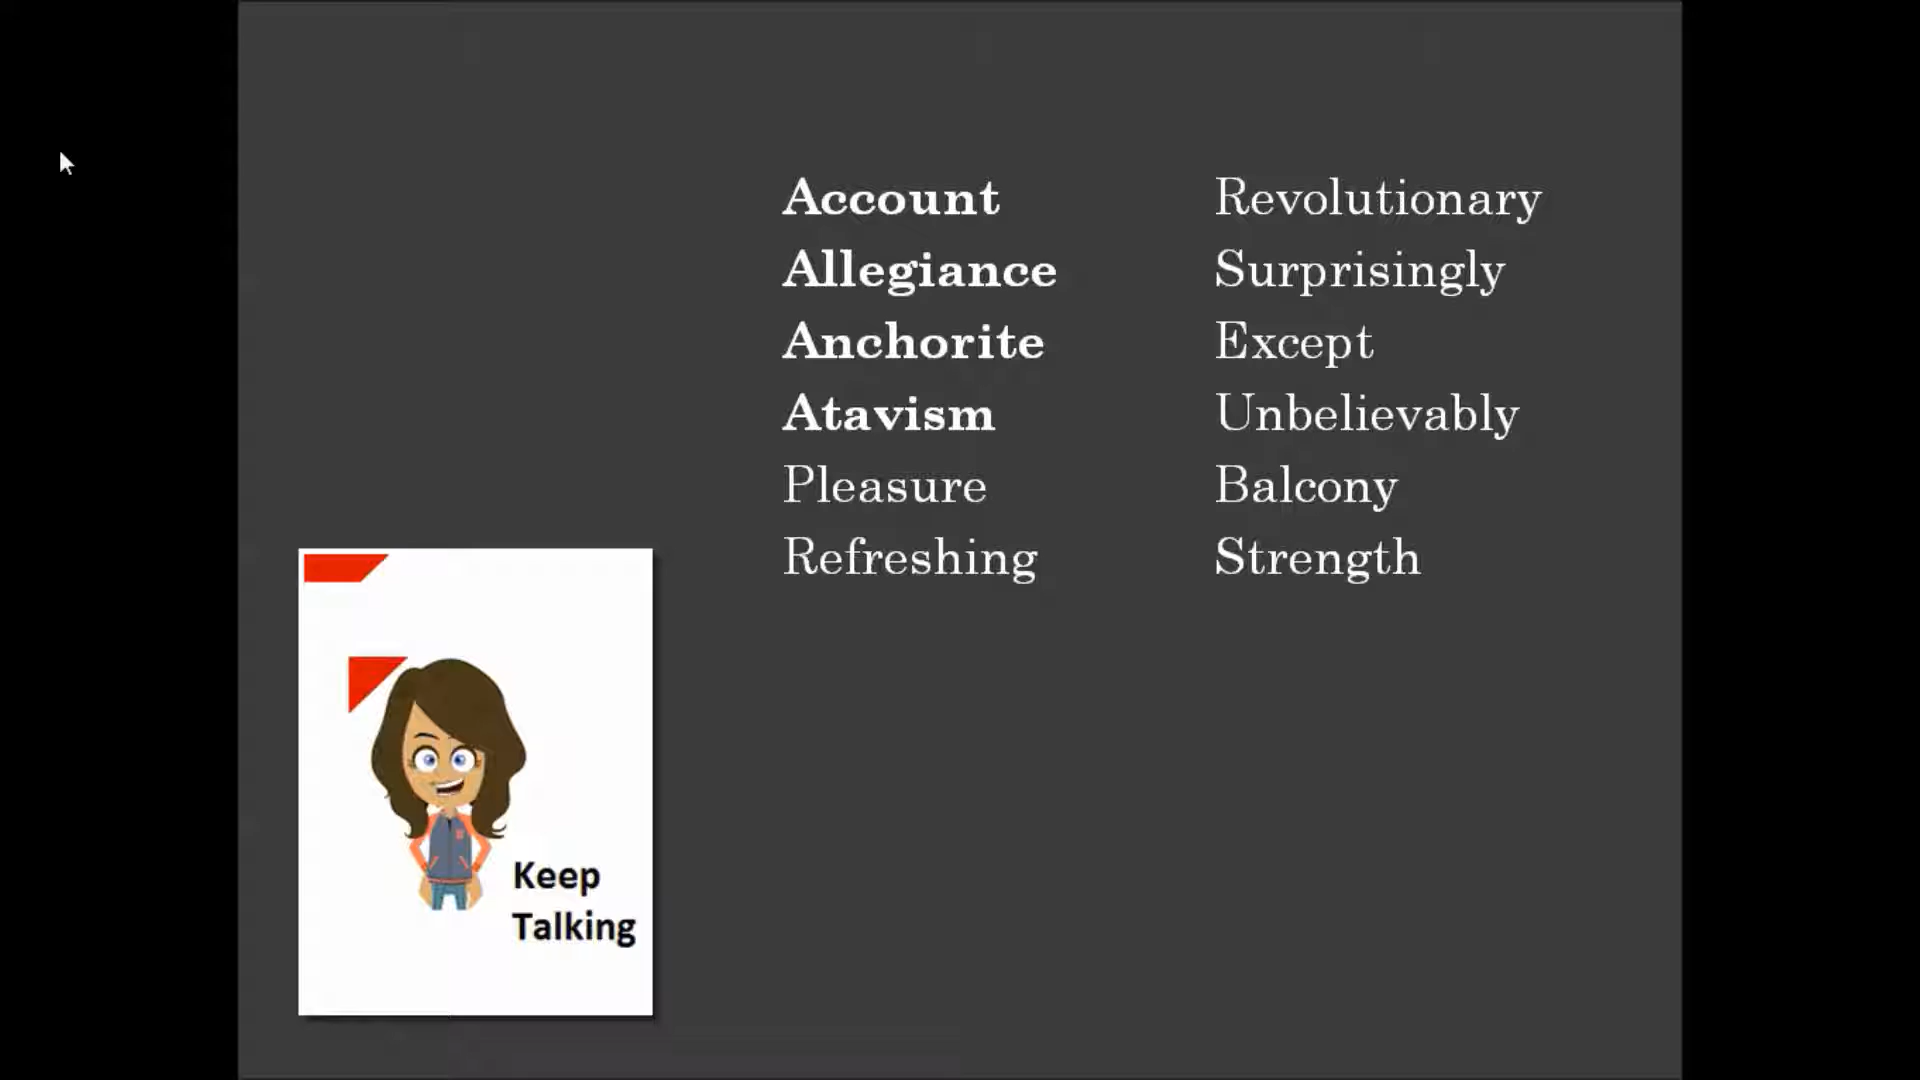 Account
Allegiance
Anchorite
Atavism
Pleasure
Refreshing
Revolutionary
Surprisingly
Except
Unbelievably
Balcony
Strength
Keep
Talking